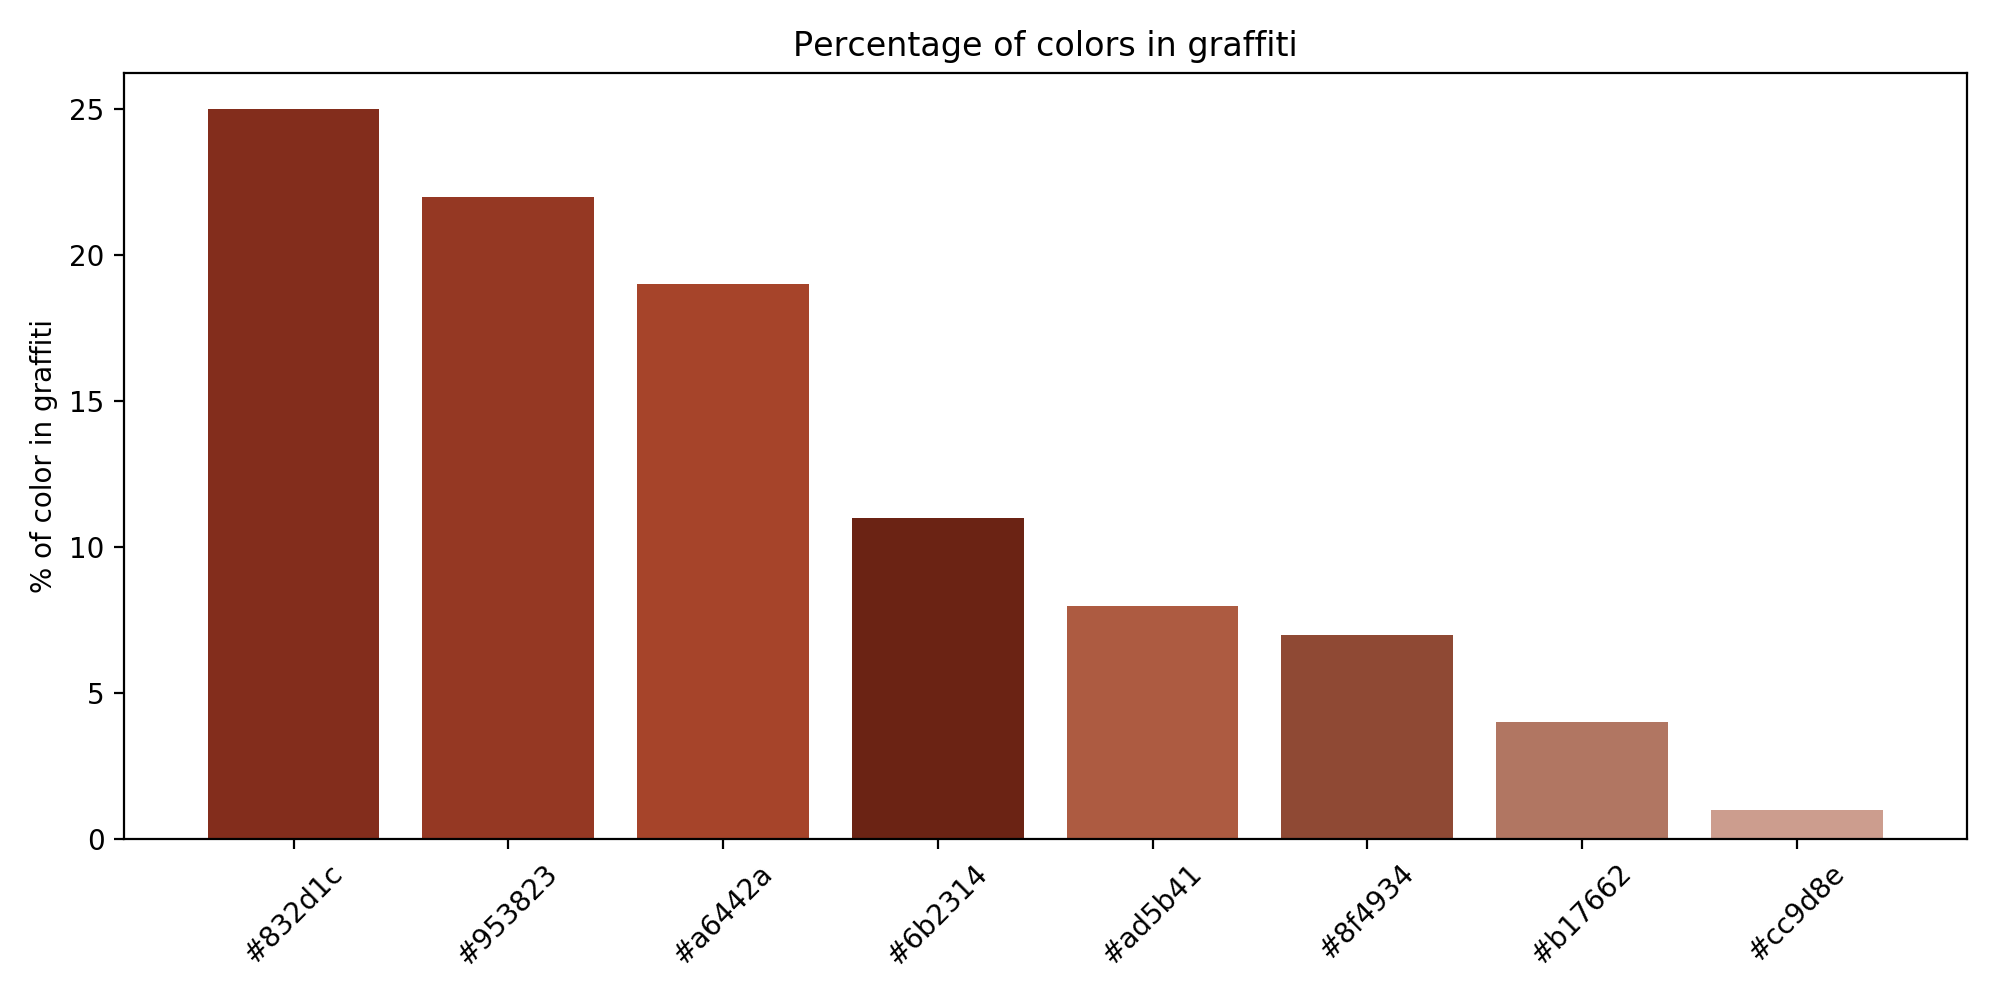 Percentage of colors in graffiti
% of color in graffiti
25
20
15
10
5
0
#832d1c
#953823
#a6442a
#6b2314
#ad5b41
#8f4934
#b17662
#cc9d8e